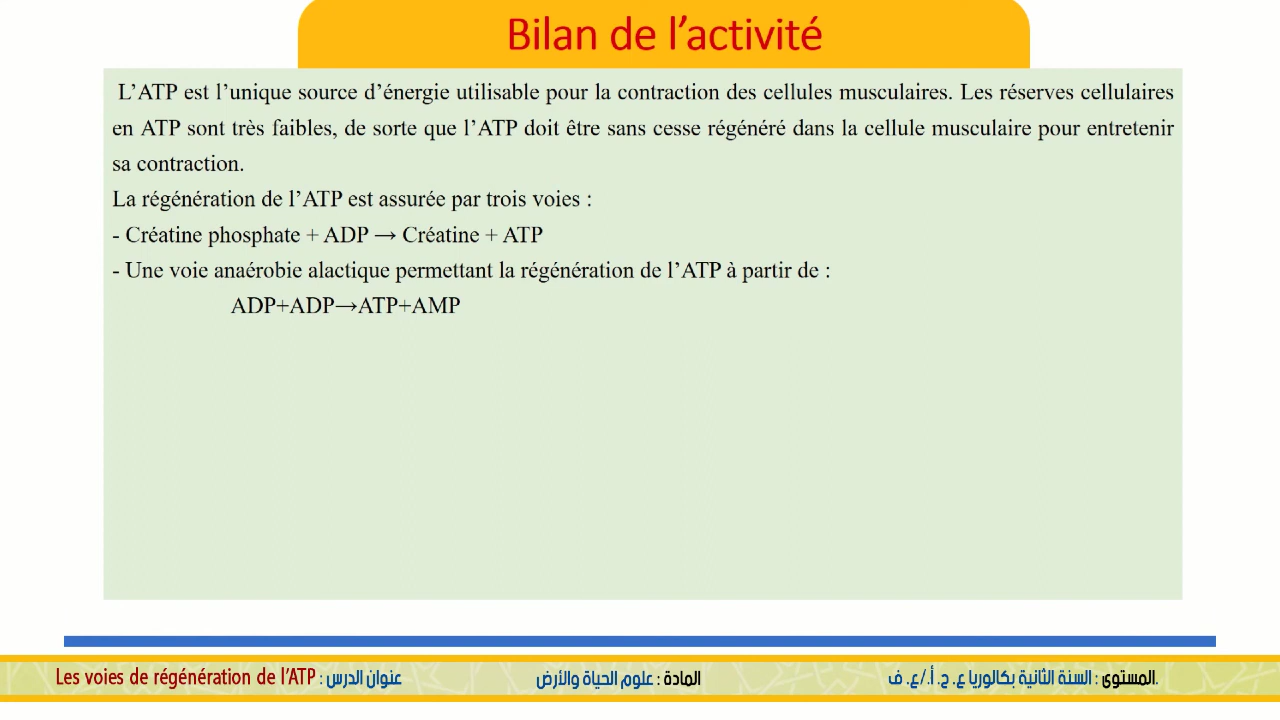 Bilan de l’activité
L’ATP est l’unique source d’énergie utilisable pour la contraction des cellules musculaires. Les réserves cellulaires
en ATP sont très faibles, de sorte que l’ATP doit être sans cesse régénéré dans la cellule musculaire pour entretenir
sa contraction.
La régénération de l’ATP est assurée par trois voies :
- Créatine phosphate + ADP → Créatine + ATP
- Une voie anaérobie alactique permettant la régénération de l’ATP à partir de :
ADP+ADP→ATP+AMP
المستوى : السنة الثانية بكالوريا ع. ح. أ./ع. ف.
المادة : علوم الحياة والأرض
عنوان الدرس : Les voies de régénération de l’ATP